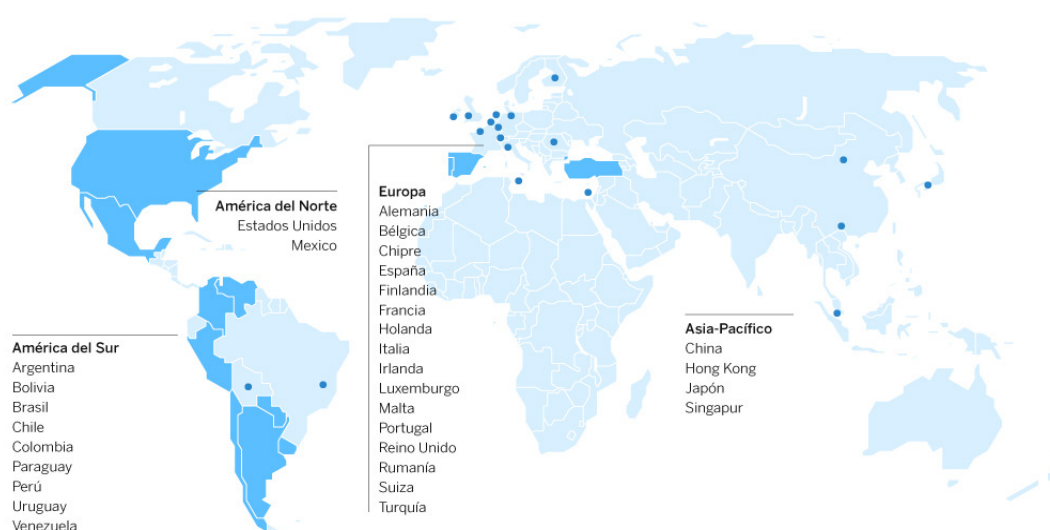 América del Norte
Estados Unidos
Mexico
América del Sur
Argentina
Bolivia
Brasil
Chile
Colombia
Paraguay
Perú
Uruguay
Venezuela
Europa
Alemania
Bélgica
Chipre
España
Finlandia
Francia
Holanda
Italia
Irlanda
Luxemburgo
Malta
Portugal
Reino Unido
Rumanía
Suiza
Turquía
Asia-Pacífico
China
Hong Kong
Japón
Singapur